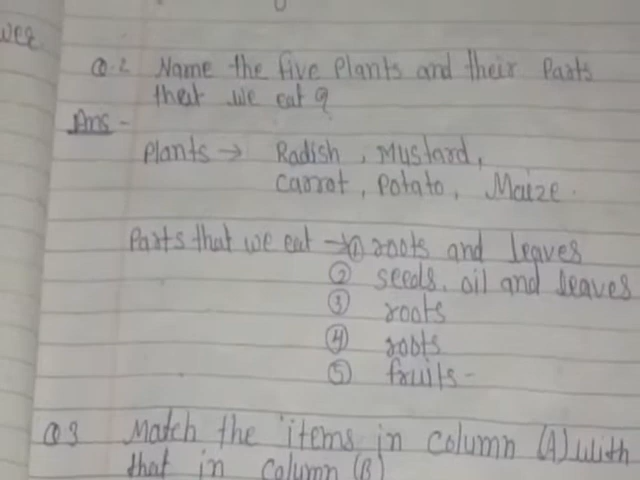 wer
Q.2 Name the five Plants and their Parts
that we eat ?
Ans -
Plants → Radish, Mustard,
Carrot, Potato, Maize.
Parts that we eat → ① roots and leaves
② seeds, oil and leaves
③ roots
④ roots
⑤ fruits -
Q3 Match the items in column (A) with
that in column (B)